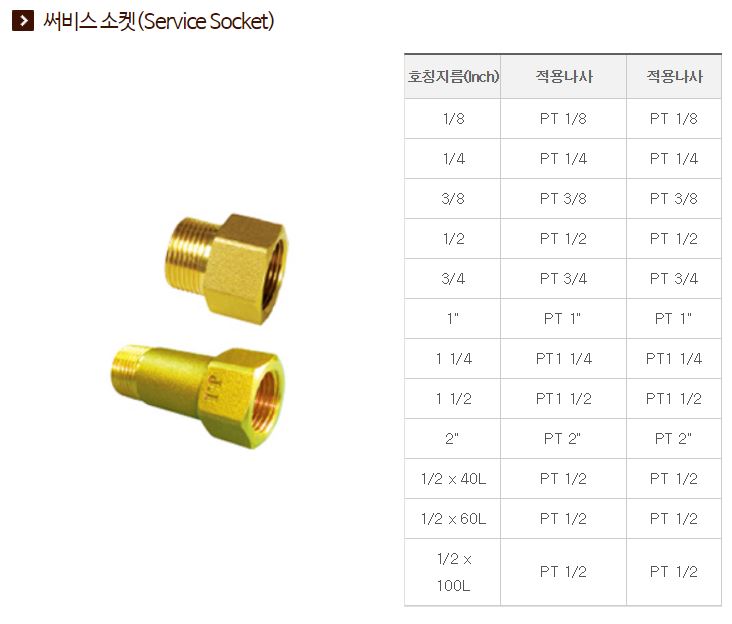 써비스 소켓(Service Socket)
호칭지름(Inch) 적용나사 적용나사
1/8 PT 1/8 PT 1/8
1/4 PT 1/4 PT 1/4
3/8 PT 3/8 PT 3/8
1/2 PT 1/2 PT 1/2
3/4 PT 3/4 PT 3/4
1" PT 1" PT 1"
1 1/4 PT1 1/4 PT1 1/4
1 1/2 PT1 1/2 PT1 1/2
2" PT 2" PT 2"
1/2 x 40L PT 1/2 PT 1/2
1/2 x 60L PT 1/2 PT 1/2
1/2 x
100L PT 1/2 PT 1/2